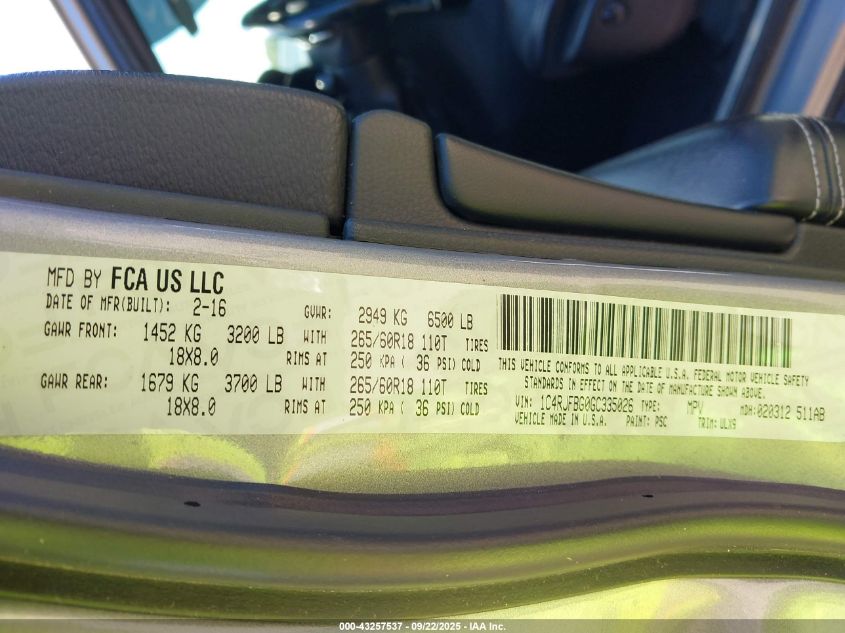 MFD BY FCA US LLC
DATE OF MFR(BUILT): 2-16 GVWR: 2949 KG 6500 LB
GAWR FRONT: 1452 KG 3200 LB WITH 265/60R18 110T TIRES
18X8.0 RIMS AT 250 KPA ( 36 PSI) COLD
GAWR REAR: 1679 KG 3700 LB WITH 265/60R18 110T TIRES
18X8.0 RIMS AT 250 KPA ( 36 PSI) COLD
THIS VEHICLE CONFORMS TO ALL APPLICABLE U.S.A. FEDERAL MOTOR VEHICLE SAFETY
STANDARDS IN EFFECT ON THE DATE OF MANUFACTURE SHOWN ABOVE.
VIN: 1C4RJFBG0GC335026 TYPE: MPV MDH: 020312 511AB
VEHICLE MADE IN U.S.A. PAINT: PSC TRIM: ULX9
000-43257537 - 09/22/2025 - IAA Inc.